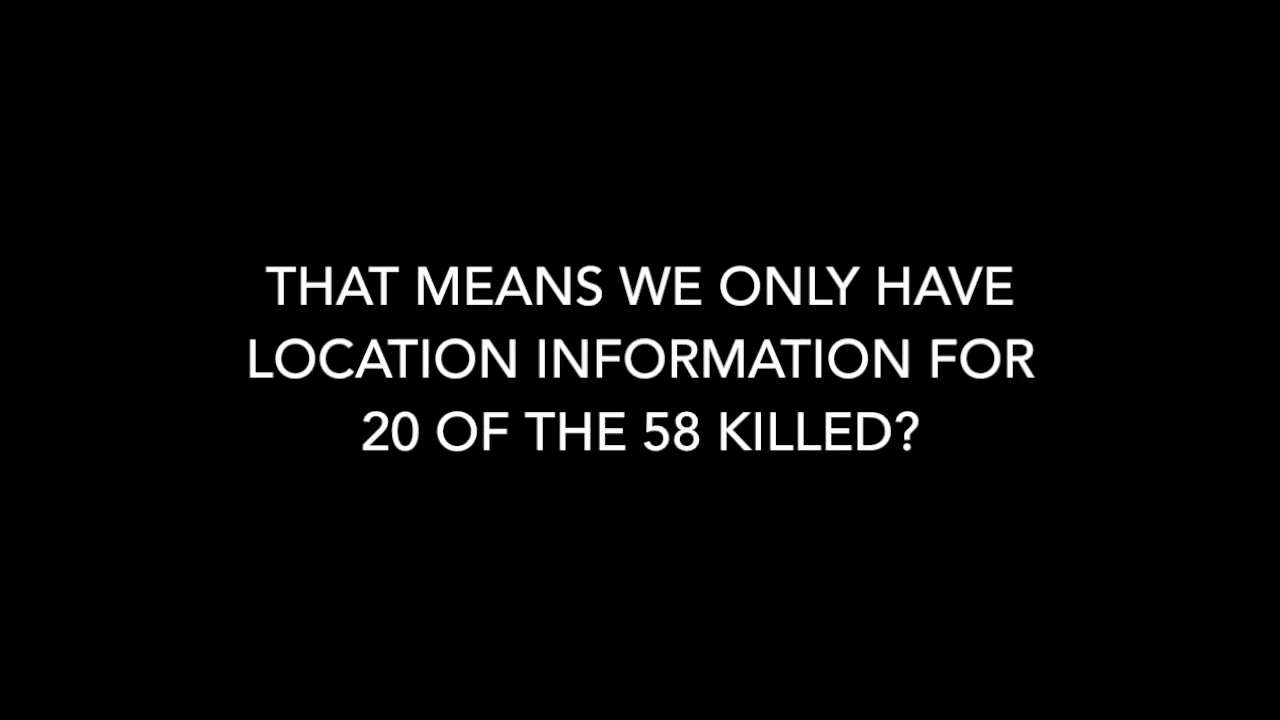 THAT MEANS WE ONLY HAVE
LOCATION INFORMATION FOR
20 OF THE 58 KILLED?